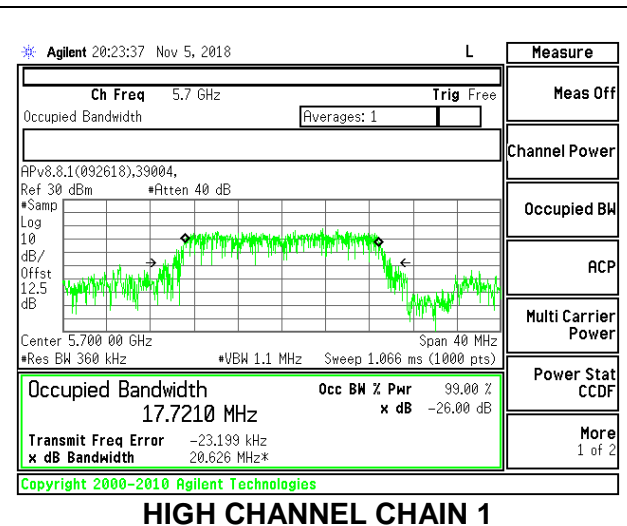 Agilent 20:23:37 Nov 5, 2018 L
Measure
Ch Freq 5.7 GHz Trig Free
Occupied Bandwidth Averages: 1
Meas Off
Channel Power
Occupied BW
ACP
Multi Carrier
Power
Power Stat
CCDF
More
1 of 2
APv8.8.1(092618),39004,
Ref 30 dBm #Atten 40 dB
#Samp
Log
10
dB/
Offst
12.5
dB
Center 5.700 00 GHz Span 40 MHz
#Res BW 360 kHz #VBW 1.1 MHz Sweep 1.066 ms (1000 pts)
Occupied Bandwidth Occ BW % Pwr 99.00 %
17.7210 MHz x dB -26.00 dB
Transmit Freq Error -23.199 kHz
x dB Bandwidth 20.626 MHz*
Copyright 2000-2010 Agilent Technologies
HIGH CHANNEL CHAIN 1